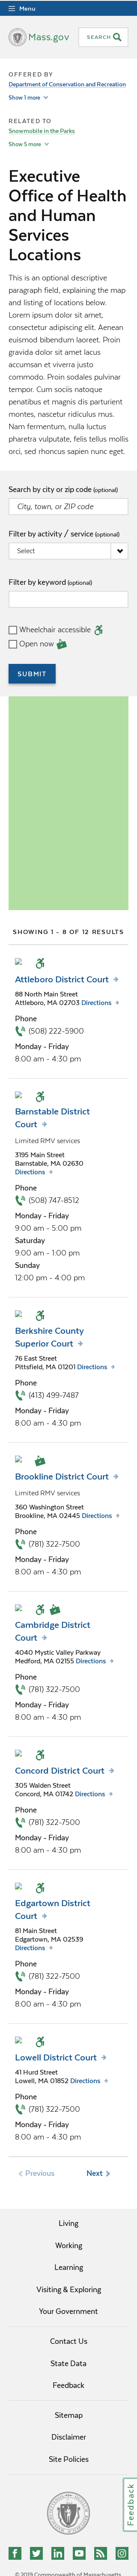 Menu
Mass.gov
SEARCH
OFFERED BY
Department of Conservation and Recreation
Show 1 more
RELATED TO
Snowmobile in the Parks
Show 5 more
Executive
Office of Health
and Human
Services
Locations
This is an optional descriptive
paragraph field, explaining the map
and listing of locations below.
Lorem ipsum dolor sit amet,
consectetur adipiscing elit. Aenean
euismod bibendum laoreet. Proin
gravida dolor sit amet lacus
accumsan et viverra justo
commodo. Proin sodales pulvinar
tempor. Cum sociis natoque
penatibus et magnis dis parturient
montes, nascetur ridiculus mus.
Nam fermentum, nulla luctus
pharetra vulputate, felis tellus mollis
orci, sed rhoncus sapien nunc eget.
Search by city or zip code (optional)
City, town, or ZIP code
Filter by activity / service (optional)
Select
Filter by keyword (optional)
Wheelchair accessible
Open now
SUBMIT
SHOWING 1 - 8 OF 12 RESULTS
Attleboro District Court
88 North Main Street
Attleboro, MA 02703 Directions
Phone
(508) 222-5900
Monday - Friday
8:00 am - 4:30 pm
Barnstable District
Court
Limited RMV services
3195 Main Street
Barnstable, MA 02630
Directions
Phone
(508) 747-8512
Monday - Friday
9:00 am - 5:00 pm
Saturday
9:00 am - 1:00 pm
Sunday
12:00 pm - 4:00 pm
Berkshire County
Superior Court
76 East Street
Pittsfield, MA 01201 Directions
Phone
(413) 499-7487
Monday - Friday
8:00 am - 4:30 pm
Brookline District Court
Limited RMV services
360 Washington Street
Brookline, MA 02445 Directions
Phone
(781) 322-7500
Monday - Friday
8:00 am - 4:30 pm
Cambridge District
Court
4040 Mystic Valley Parkway
Medford, MA 02155 Directions
Phone
(781) 322-7500
Monday - Friday
8:00 am - 4:30 pm
Concord District Court
305 Walden Street
Concord, MA 01742 Directions
Phone
(781) 322-7500
Monday - Friday
8:00 am - 4:30 pm
Edgartown District
Court
81 Main Street
Edgartown, MA 02539
Directions
Phone
(781) 322-7500
Monday - Friday
8:00 am - 4:30 pm
Lowell District Court
41 Hurd Street
Lowell, MA 01852 Directions
Phone
(781) 322-7500
Monday - Friday
8:00 am - 4:30 pm
Previous
Next
Living
Working
Learning
Visiting & Exploring
Your Government
Contact Us
State Data
Feedback
Sitemap
Disclaimer
Site Policies
Feedback
© 2019 Commonwealth of Massachusetts.